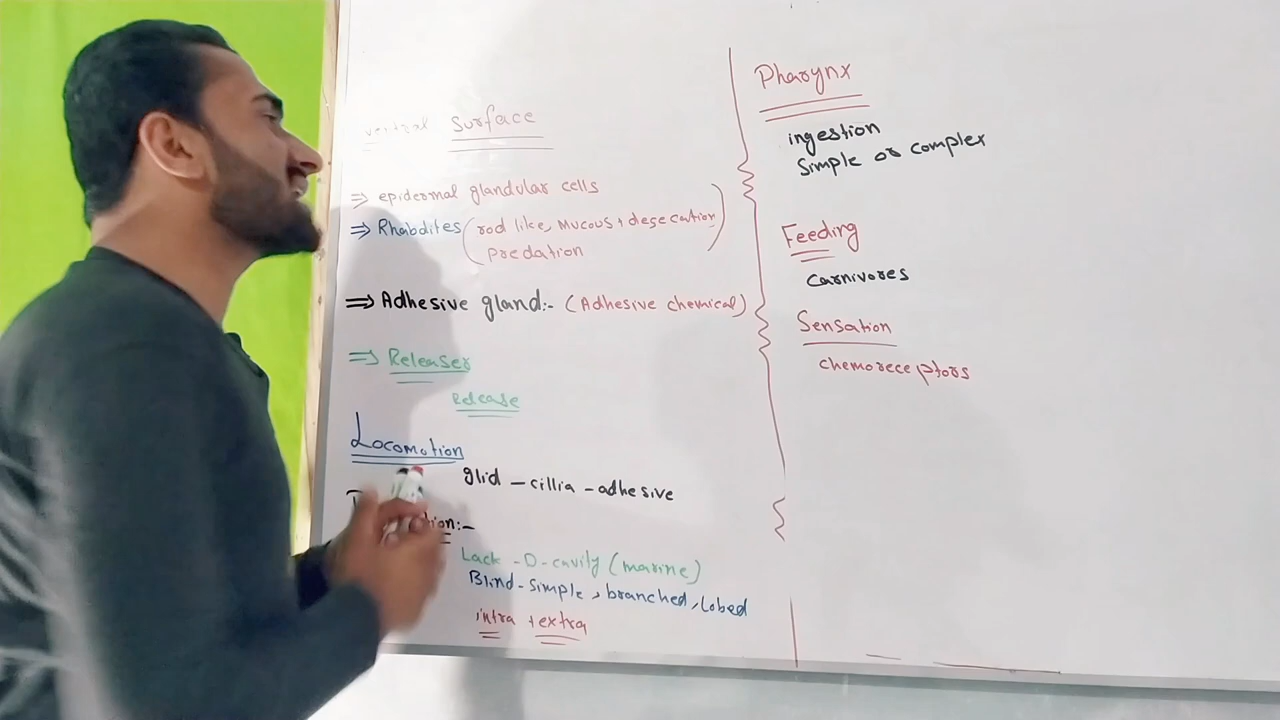 ventral Surface
⇒ epidermal glandular cells
⇒ Rhabdites (rod like, Mucous + desecation
predation)
⇒ Adhesive gland:- (Adhesive chemical)
⇒ Releaser
Release
Locomotion
glid - cillia - adhesive
Lack - D - cavity (marine)
Blind - simple, branched, Lobed
intra + extra
Pharynx
ingestion
Simple or complex
Feeding
Carnivores
Sensation
chemoreceptors